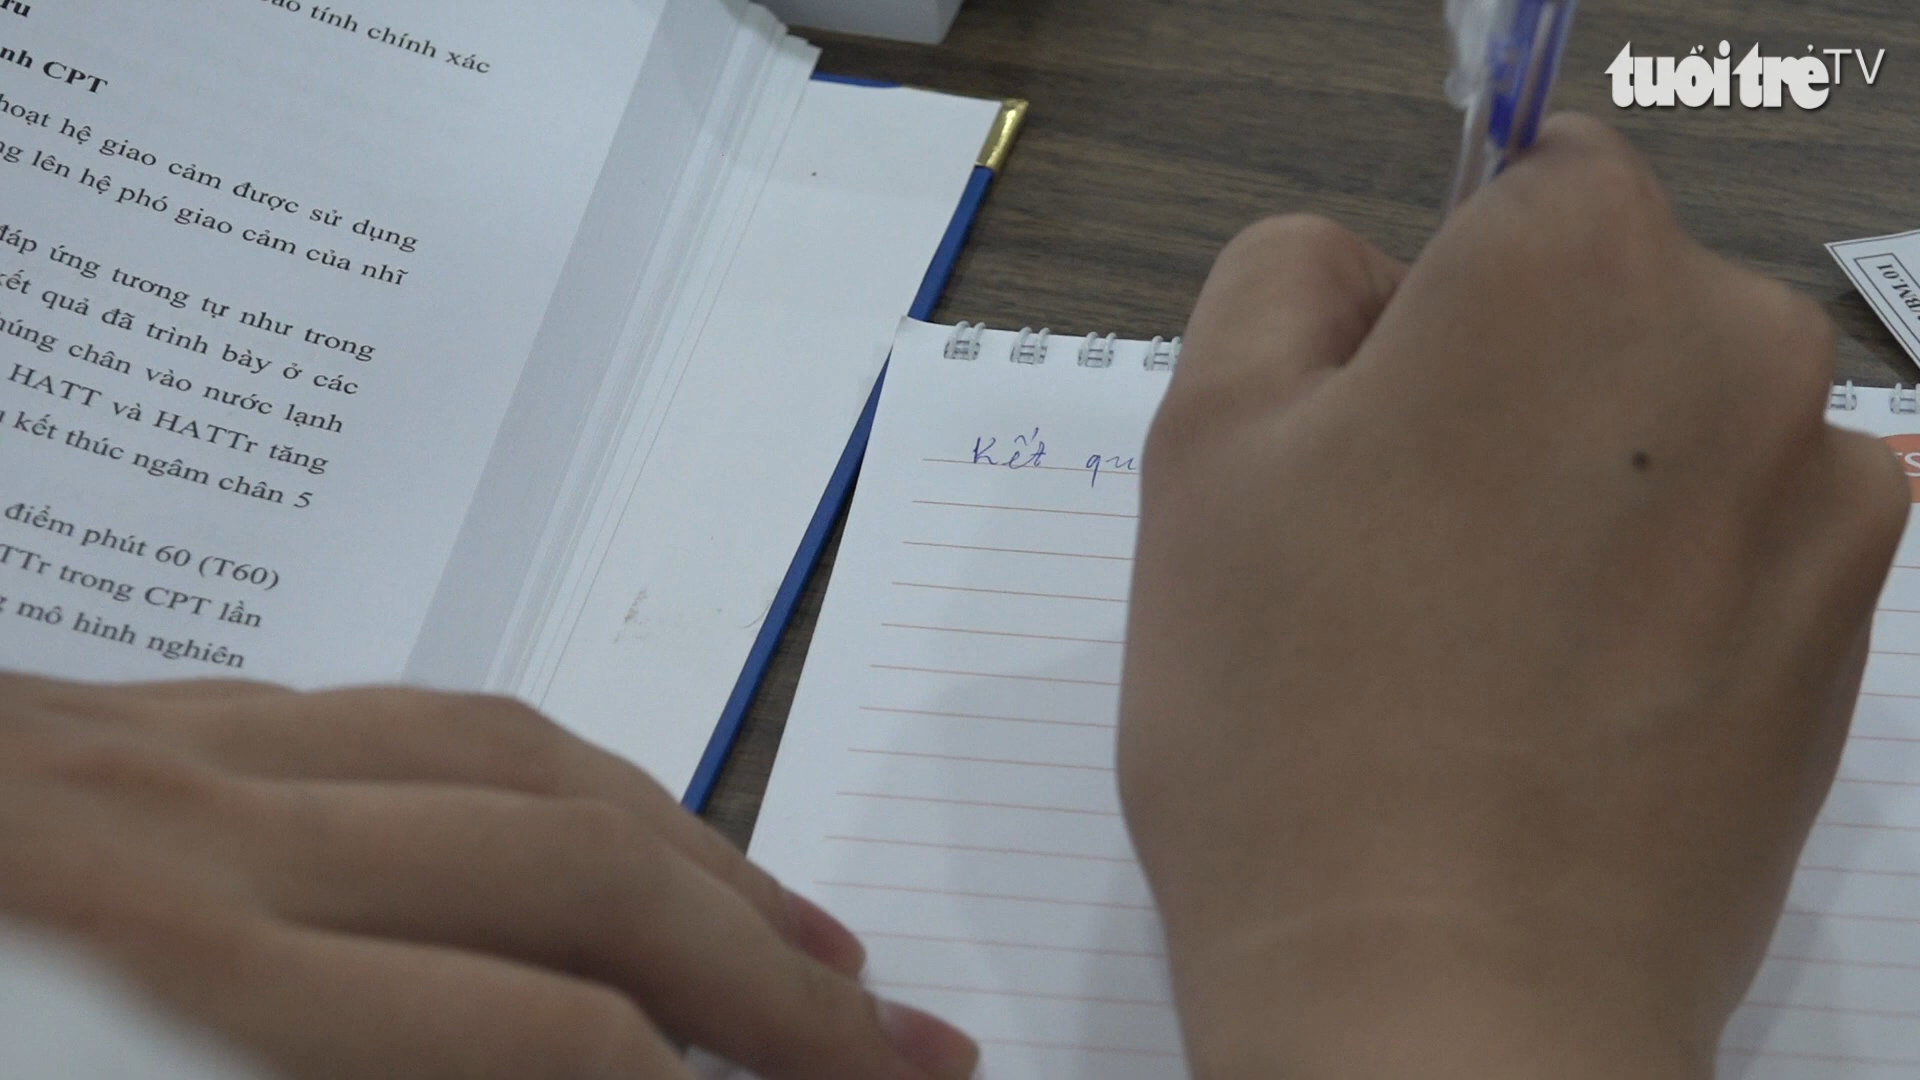 ảo tính chính xác
nh CPT
hoạt hệ giao cảm được sử dụng
ng lên hệ phó giao cảm của nhĩ
đáp ứng tương tự như trong
kết quả đã trình bày ở các
húng chân vào nước lạnh
HATT và HATTr tăng
kết thúc ngâm chân 5
điểm phút 60 (T60)
TTr trong CPT lần
mô hình nghiên
Kết qu
tuổi trẻ TV
BM.01